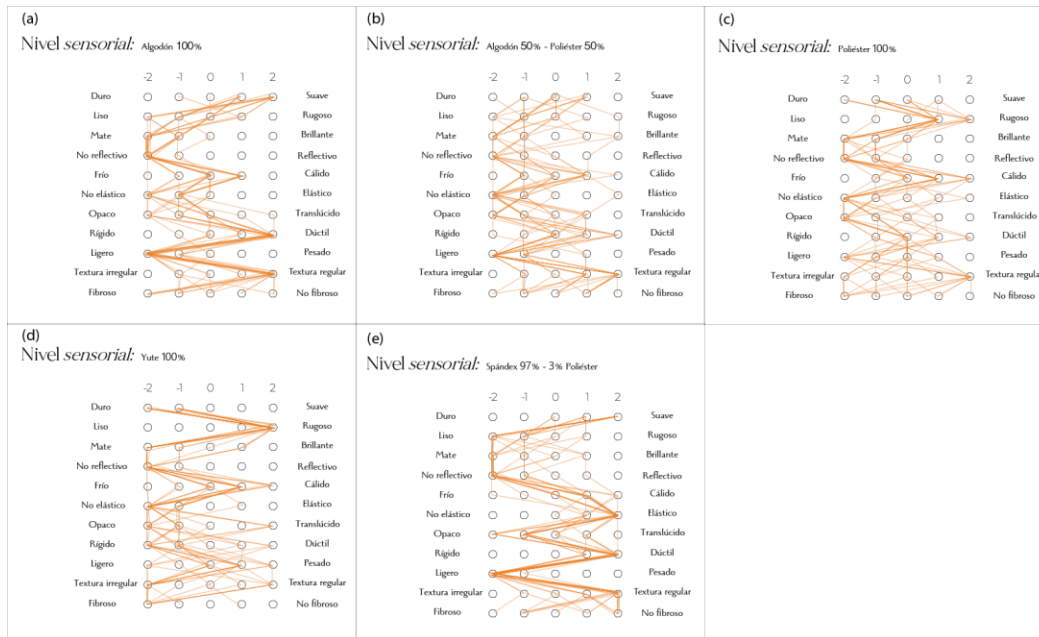 (a)
Nivel sensorial: Algodón 100%
-2 -1 0 1 2
Duro Suave
Liso Rugoso
Mate Brillante
No reflectivo Reflectivo
Frío Cálido
No elástico Elástico
Opaco Translúcido
Rígido Dúctil
Ligero Pesado
Textura irregular Textura regular
Fibroso No fibroso
(b)
Nivel sensorial: Algodón 50% - Poliéster 50%
-2 -1 0 1 2
Duro Suave
Liso Rugoso
Mate Brillante
No reflectivo Reflectivo
Frío Cálido
No elástico Elástico
Opaco Translúcido
Rígido Dúctil
Ligero Pesado
Textura irregular Textura regular
Fibroso No fibroso
(c)
Nivel sensorial: Poliéster 100%
-2 -1 0 1 2
Duro Suave
Liso Rugoso
Mate Brillante
No reflectivo Reflectivo
Frío Cálido
No elástico Elástico
Opaco Translúcido
Rígido Dúctil
Ligero Pesado
Textura irregular Textura regular
Fibroso No fibroso
(d)
Nivel sensorial: Yute 100%
-2 -1 0 1 2
Duro Suave
Liso Rugoso
Mate Brillante
No reflectivo Reflectivo
Frío Cálido
No elástico Elástico
Opaco Translúcido
Rígido Dúctil
Ligero Pesado
Textura irregular Textura regular
Fibroso No fibroso
(e)
Nivel sensorial: Spándex 97% - 3% Poliéster
-2 -1 0 1 2
Duro Suave
Liso Rugoso
Mate Brillante
No reflectivo Reflectivo
Frío Cálido
No elástico Elástico
Opaco Translúcido
Rígido Dúctil
Ligero Pesado
Textura irregular Textura regular
Fibroso No fibroso